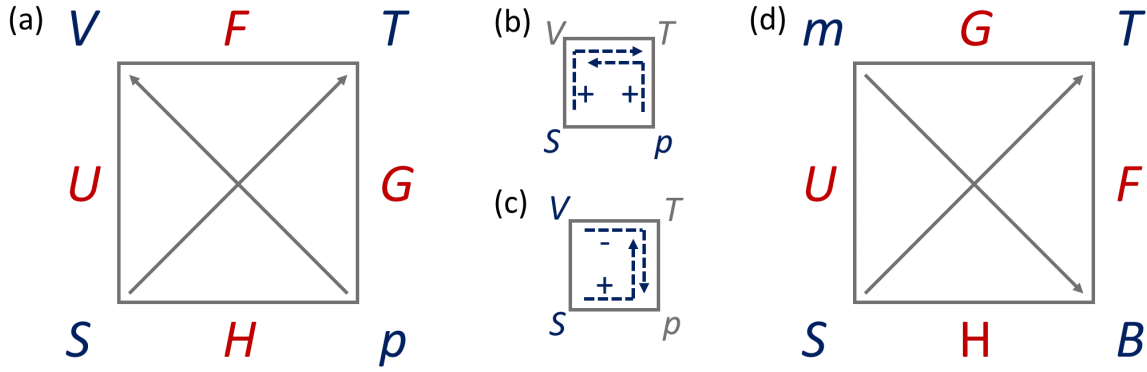 (a)
V F T
U G
S H p
(b)
V T
+ +
S p
(c)
V T
-
+
S p
(d)
m G T
U F
S H B